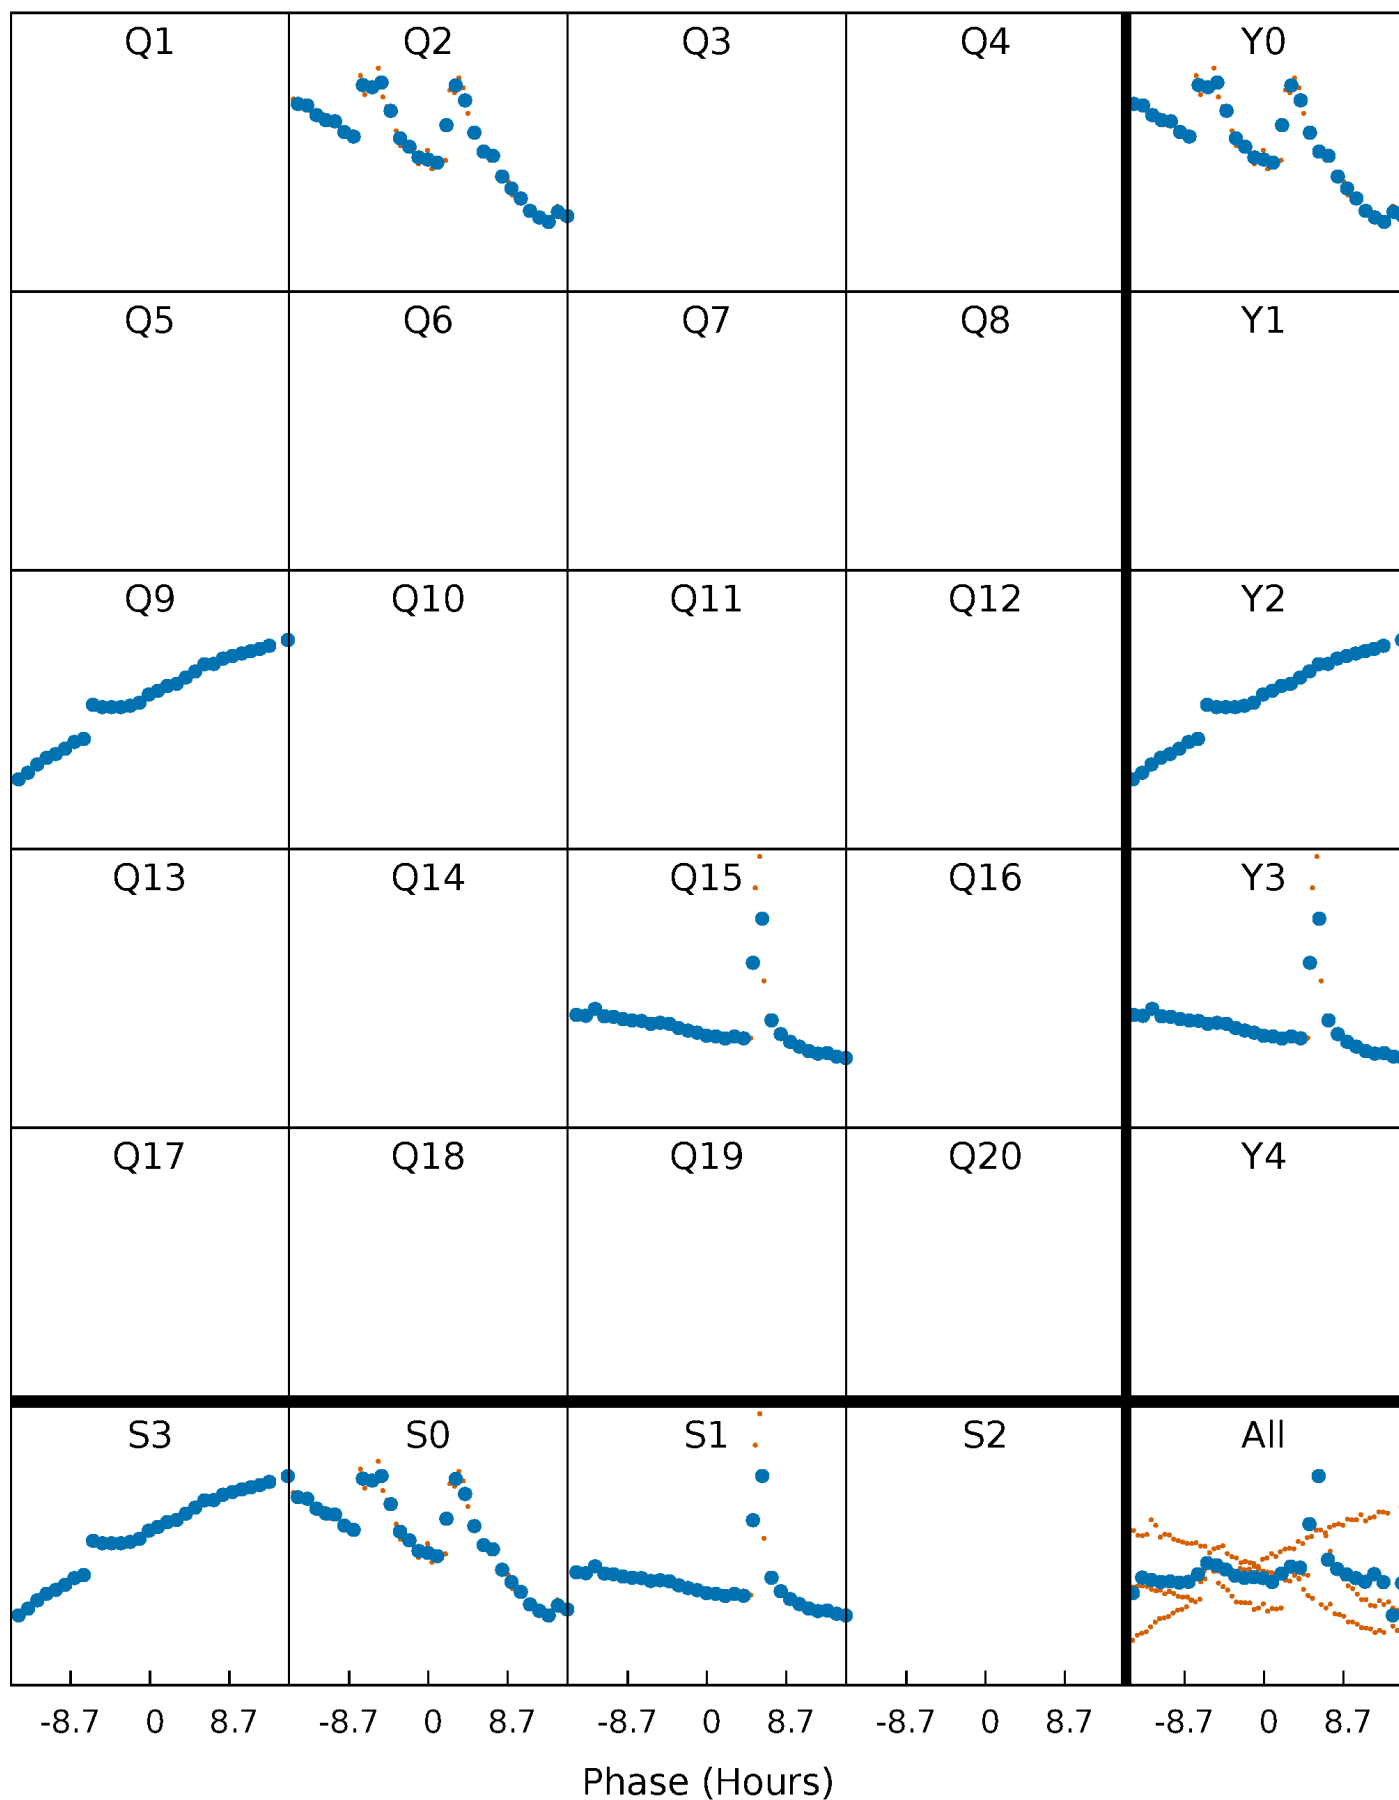 Q1 Q2 Q3 Q4 Y0
Q5 Q6 Q7 Q8 Y1
Q9 Q10 Q11 Q12 Y2
Q13 Q14 Q15 Q16 Y3
Q17 Q18 Q19 Q20 Y4
S3 S0 S1 S2 All
-8.7 0 8.7 -8.7 0 8.7 -8.7 0 8.7 -8.7 0 8.7 -8.7 0 8.7
Phase (Hours)